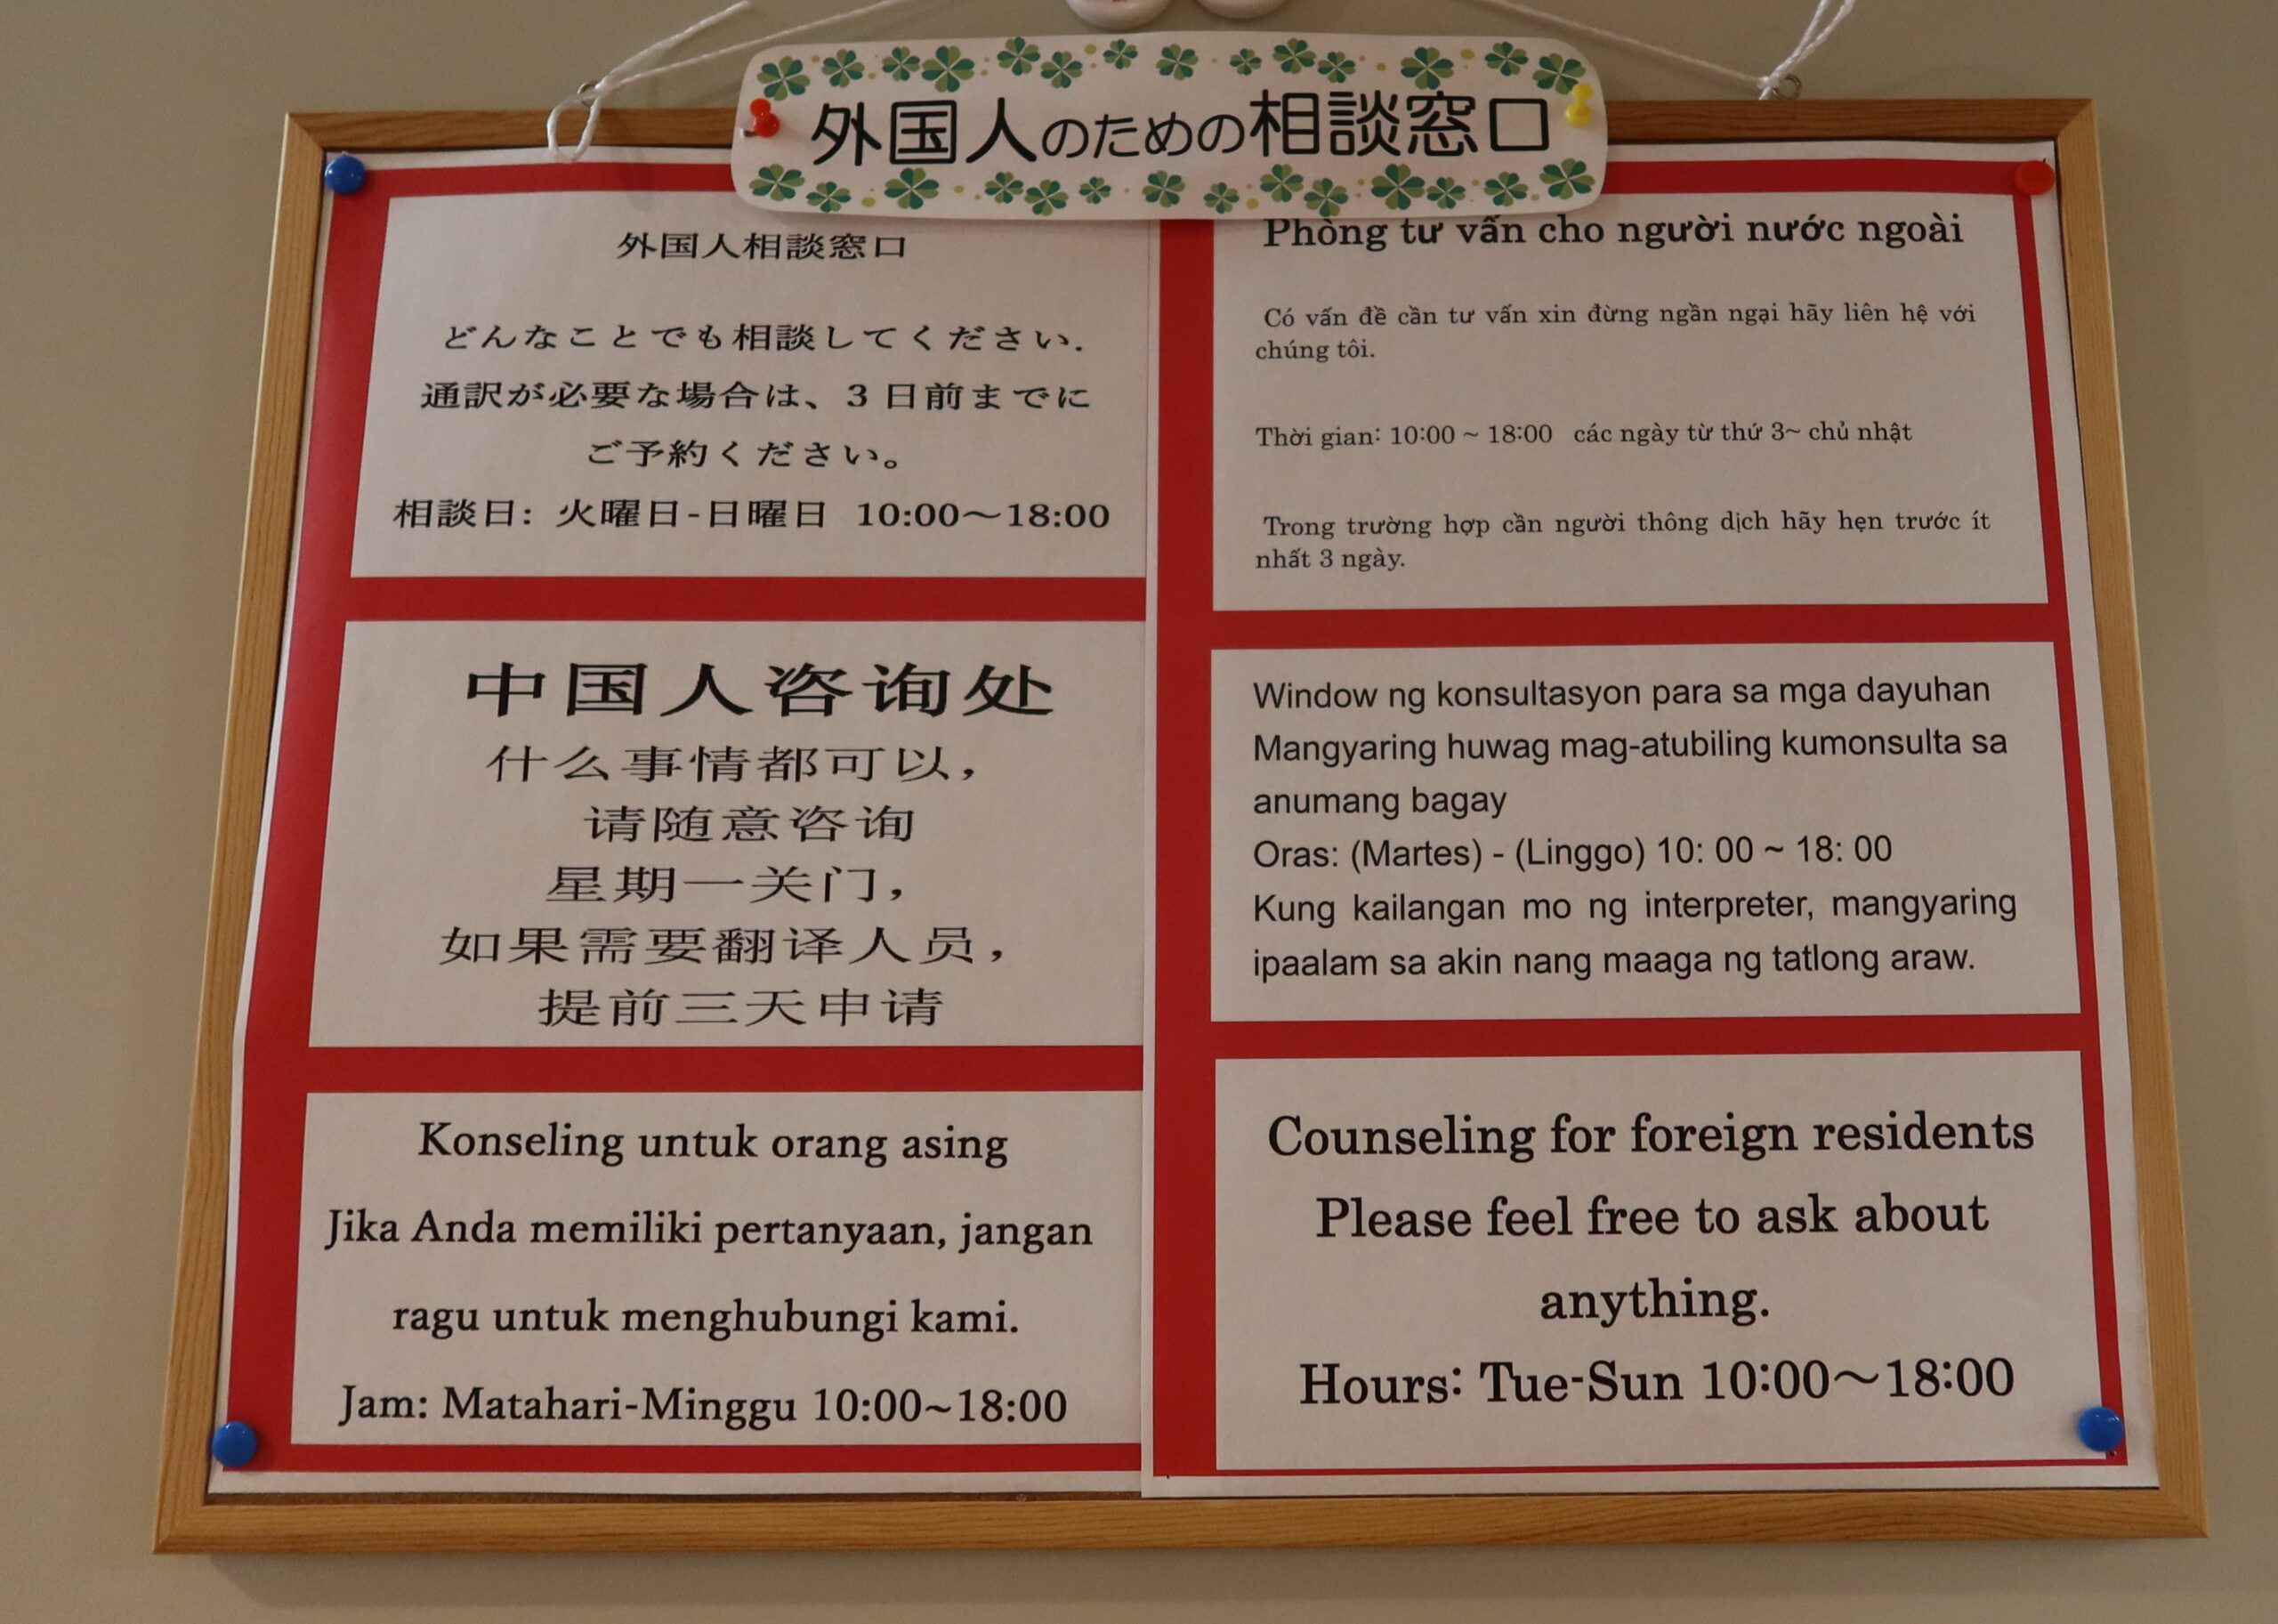 外国人のための相談窓口
外国人相談窓口
どんなことでも相談してください.
通訳が必要な場合は、3日前までに
ご予約ください。
相談日: 火曜日-日曜日 10:00～18:00
中国人咨询处
什么事情都可以，
请随意咨询
星期一关门，
如果需要翻译人员，
提前三天申请
Konseling untuk orang asing
Jika Anda memiliki pertanyaan, jangan
ragu untuk menghubungi kami.
Jam: Matahari-Minggu 10:00~18:00
Phòng tư vấn cho người nước ngoài
Có vấn đề cần tư vấn xin đừng ngần ngại hãy liên hệ với
chúng tôi.
Thời gian: 10:00 ~ 18:00 các ngày từ thứ 3~ chủ nhật
Trong trường hợp cần người thông dịch hãy hẹn trước ít
nhất 3 ngày.
Window ng konsultasyon para sa mga dayuhan
Mangyaring huwag mag-atubiling kumonsulta sa
anumang bagay
Oras: (Martes) - (Linggo) 10: 00 ~ 18: 00
Kung kailangan mo ng interpreter, mangyaring
ipaalam sa akin nang maaga ng tatlong araw.
Counseling for foreign residents
Please feel free to ask about
anything.
Hours: Tue-Sun 10:00～18:00